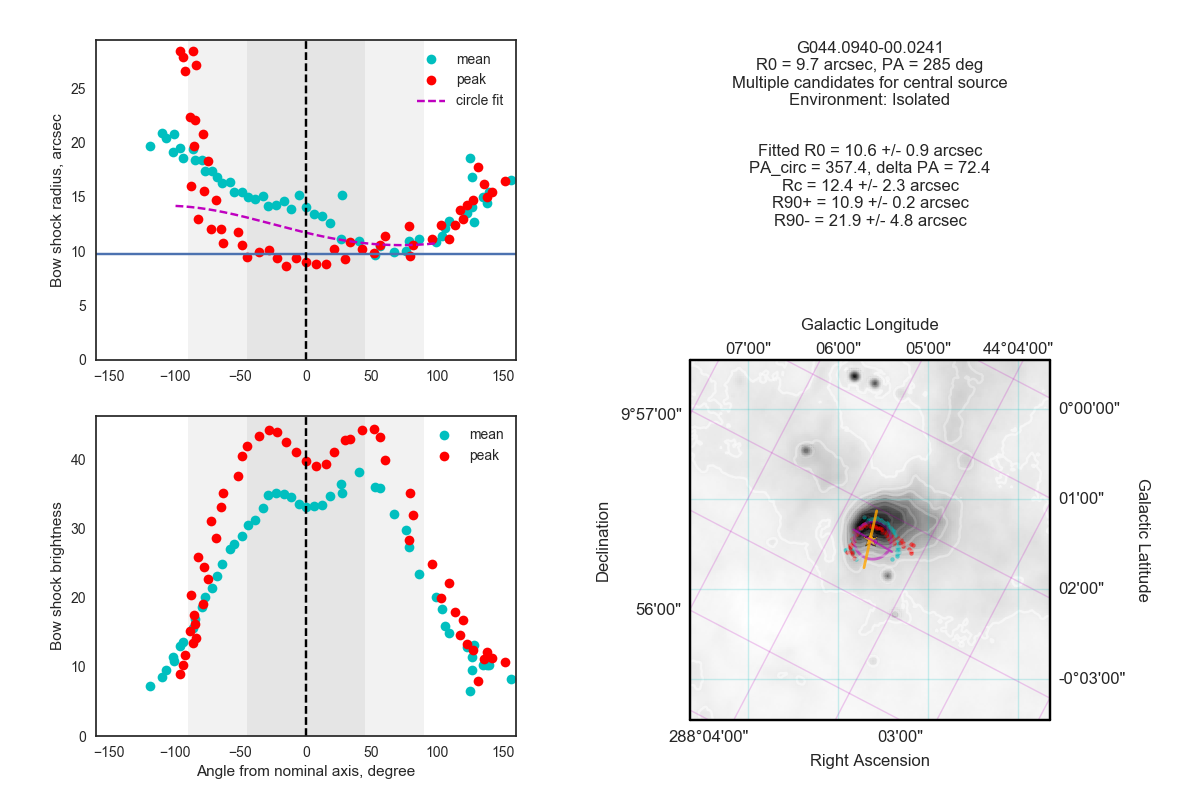 Bow shock radius, arcsec
25
20
15
10
5
0
−150
−100
−50
0
50
100
150
mean
peak
circle fit
G044.0940-00.0241
R0 = 9.7 arcsec, PA = 285 deg
Multiple candidates for central source
Environment: Isolated
Fitted R0 = 10.6 +/- 0.9 arcsec
PA_circ = 357.4, delta PA = 72.4
Rc = 12.4 +/- 2.3 arcsec
R90+ = 10.9 +/- 0.2 arcsec
R90- = 21.9 +/- 4.8 arcsec
Bow shock brightness
40
30
20
10
0
−150
−100
−50
0
50
100
150
Angle from nominal axis, degree
mean
peak
Galactic Longitude
07'00"
06'00"
05'00"
44°04'00"
9°57'00"
56'00"
Declination
0°00'00"
01'00"
02'00"
-0°03'00"
Galactic Latitude
288°04'00"
03'00"
Right Ascension